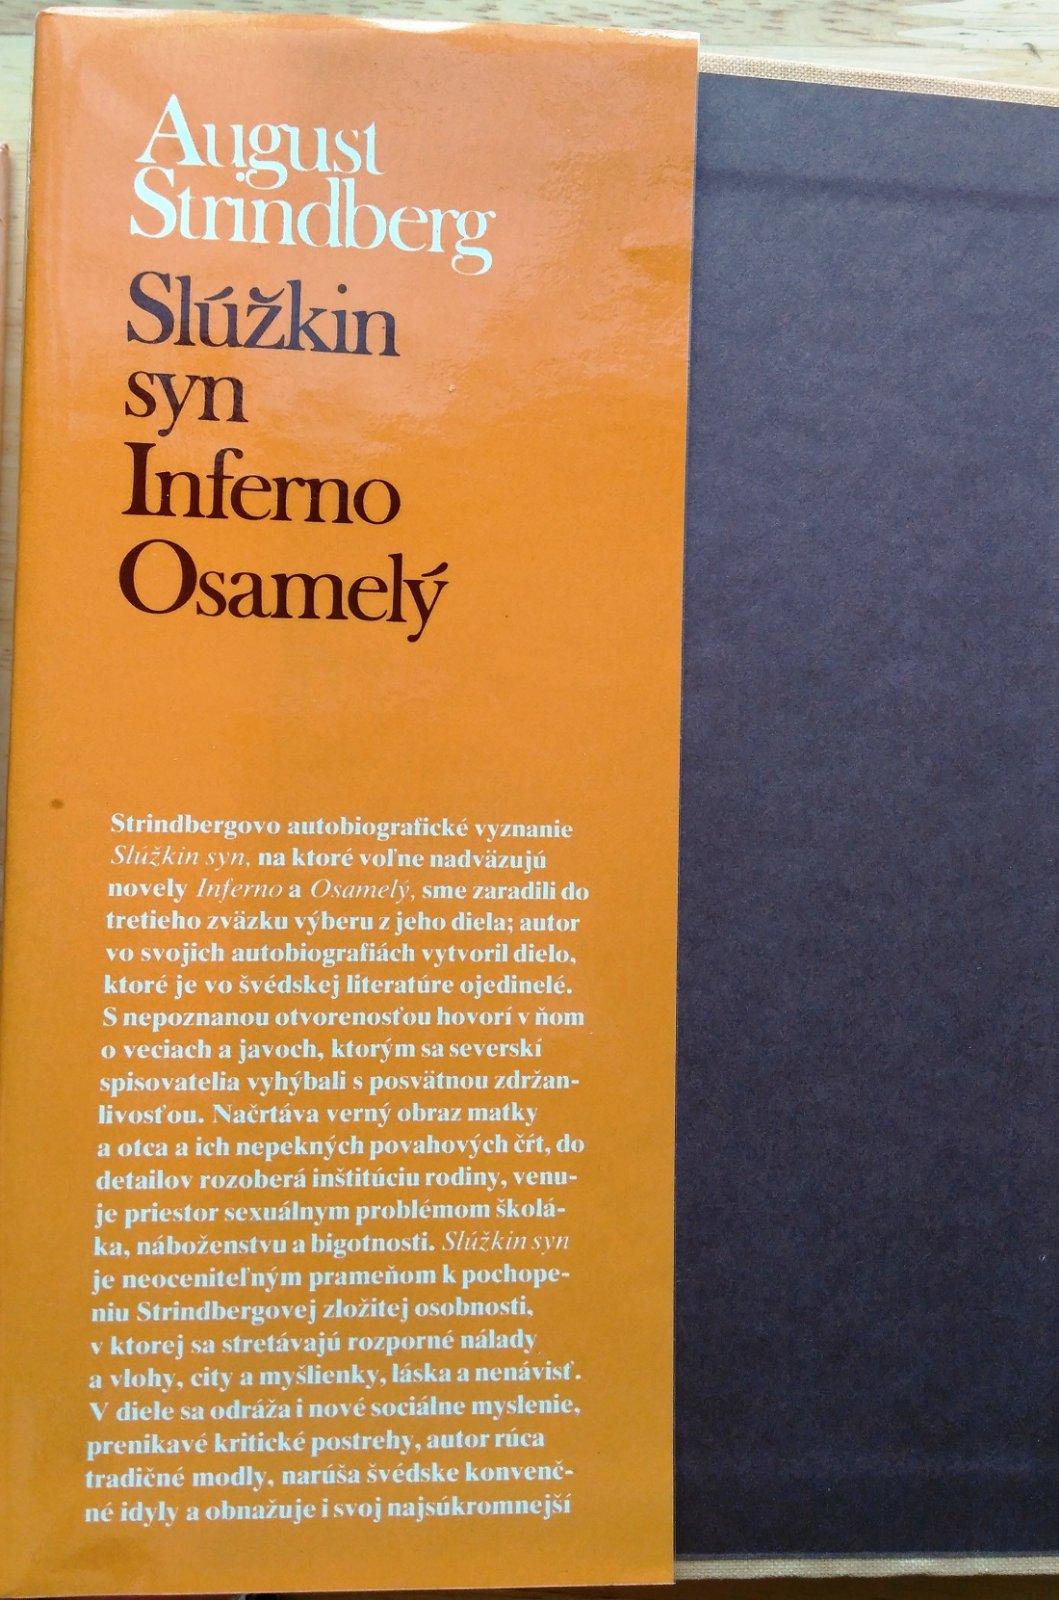 August
Strindberg
Slúžkin
syn
Inferno
Osamelý
Strindbergovo autobiografické vyznanie
Slúžkin syn, na ktoré voľne nadväzujú
novely Inferno a Osamelý, sme zaradili do
tretieho zväzku výberu z jeho diela; autor
vo svojich autobiografiách vytvoril dielo,
ktoré je vo švédskej literatúre ojedinelé.
S nepoznanou otvorenosťou hovorí v ňom
o veciach a javoch, ktorým sa severskí
spisovatelia vyhýbali s posvätnou zdržan-
livosťou. Načrtáva verný obraz matky
a otca a ich nepekných povahových čŕt, do
detailov rozoberá inštitúciu rodiny, venu-
je priestor sexuálnym problémom školá-
ka, náboženstvu a bigotnosti. Slúžkin syn
je neoceniteľným prameňom k pochope-
niu Strindbergovej zložitej osobnosti,
v ktorej sa stretávajú rozporné nálady
a vlohy, city a myšlienky, láska a nenávisť.
V diele sa odráža i nové sociálne myslenie,
prenikavé kritické postrehy, autor rúca
tradičné modly, narúša švédske konvenč-
né idyly a obnažuje i svoj najsúkromnejší